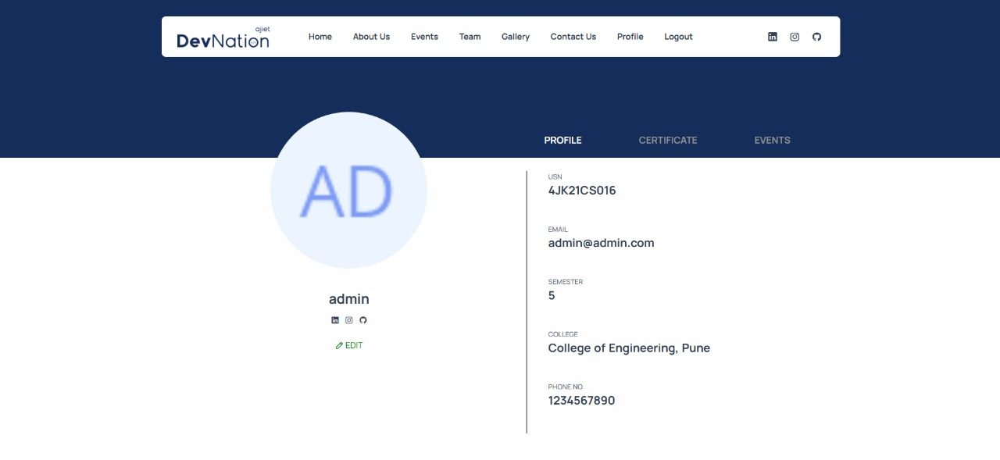 ajiet
DevNation
Home About Us Events Team Gallery Contact Us Profile Logout
PROFILE CERTIFICATE EVENTS
AD
admin
EDIT
USN
4JK21CS016
EMAIL
admin@admin.com
SEMESTER
5
COLLEGE
College of Engineering, Pune
PHONE NO
1234567890